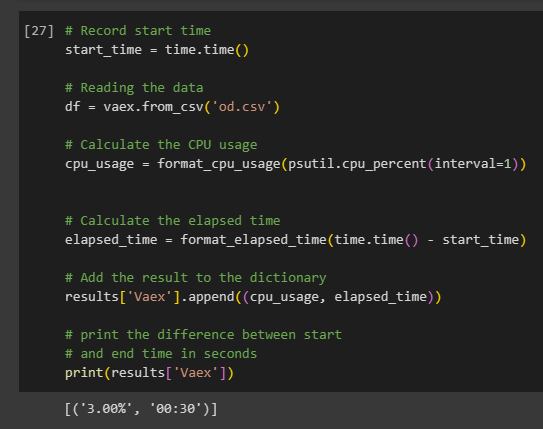 [27] # Record start time
start_time = time.time()
# Reading the data
df = vaex.from_csv('od.csv')
# Calculate the CPU usage
cpu_usage = format_cpu_usage(psutil.cpu_percent(interval=1))
# Calculate the elapsed time
elapsed_time = format_elapsed_time(time.time() - start_time)
# Add the result to the dictionary
results['Vaex'].append((cpu_usage, elapsed_time))
# print the difference between start
# and end time in seconds
print(results['Vaex'])
[('3.00%', '00:30')]